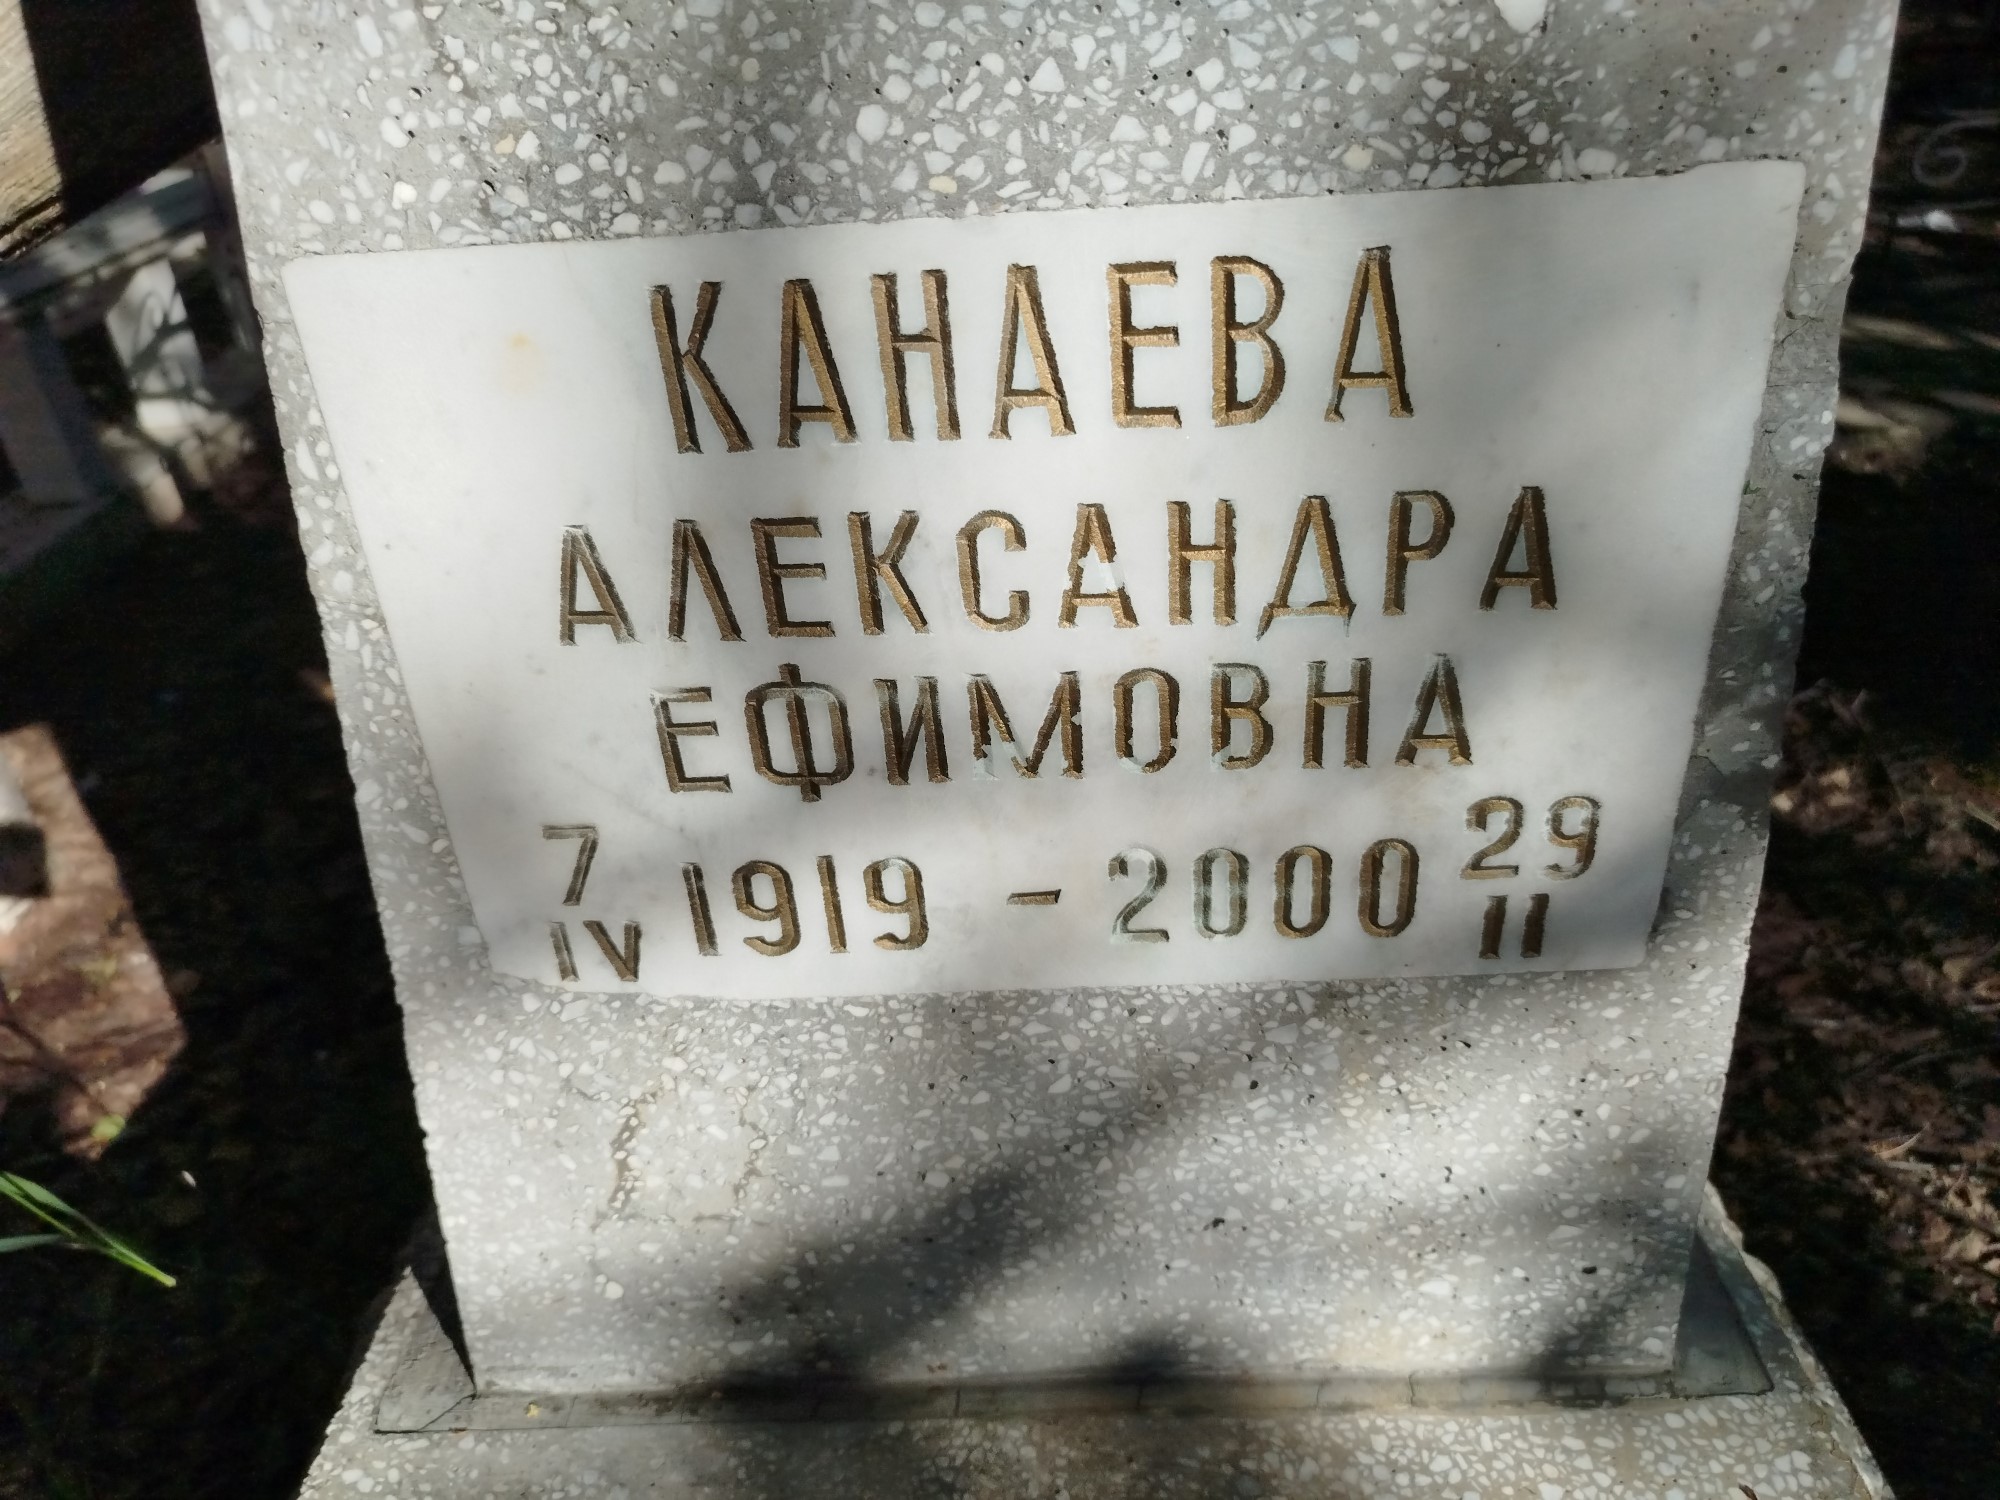 КАНАЕВА
АЛЕКСАНДРА
ЕФИМОВНА
7 IV 1919 - 2000 29 II